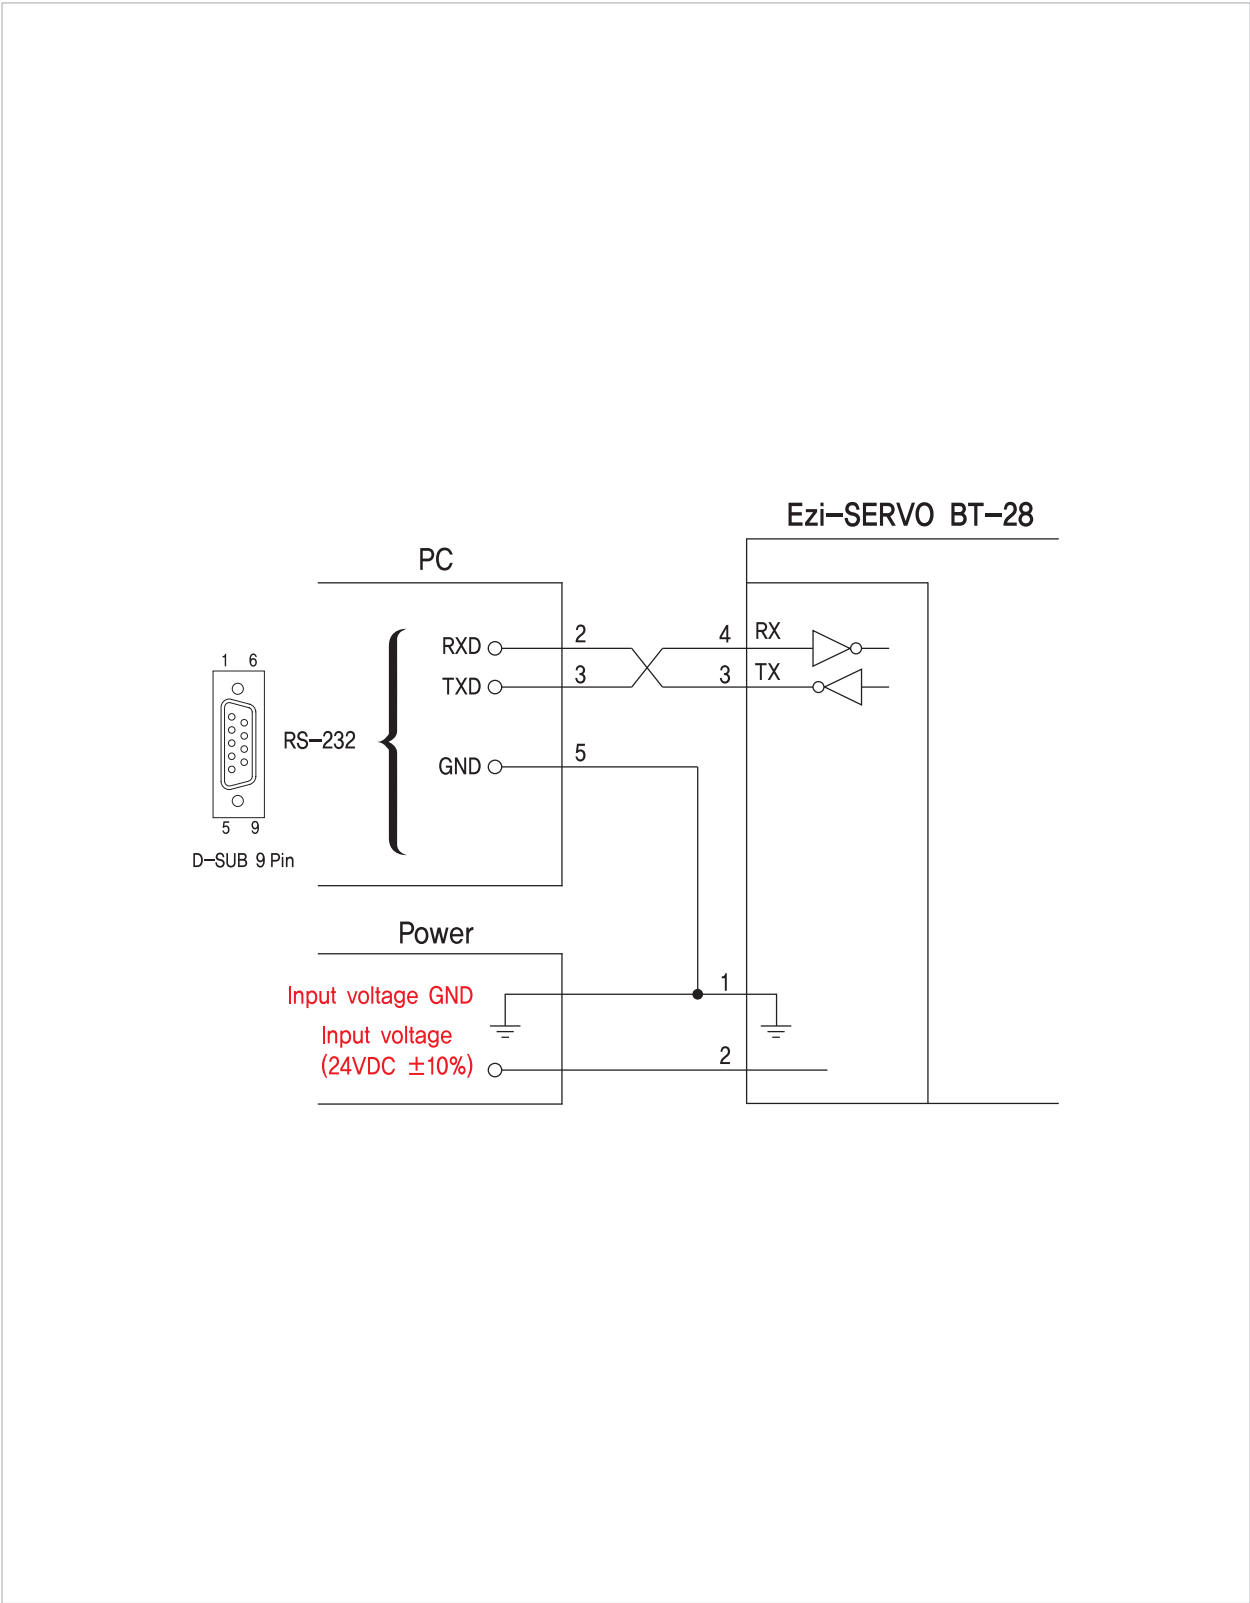 Ezi-SERVO BT-28
PC
RXD 2 4 RX
TXD 3 3 TX
1 6
RS-232
GND 5
5 9
D-SUB 9 Pin
Power
Input voltage GND 1
Input voltage
(24VDC ±10%) 2